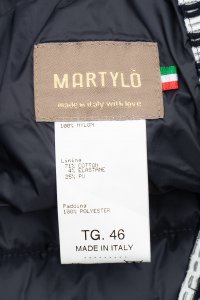 MARTYLÒ
made in italy with love
100% NYLON
Lining
71% COTTON
4% ELASTANE
25% PU
Padding
100% POLYESTER
TG. 46
MADE IN ITALY